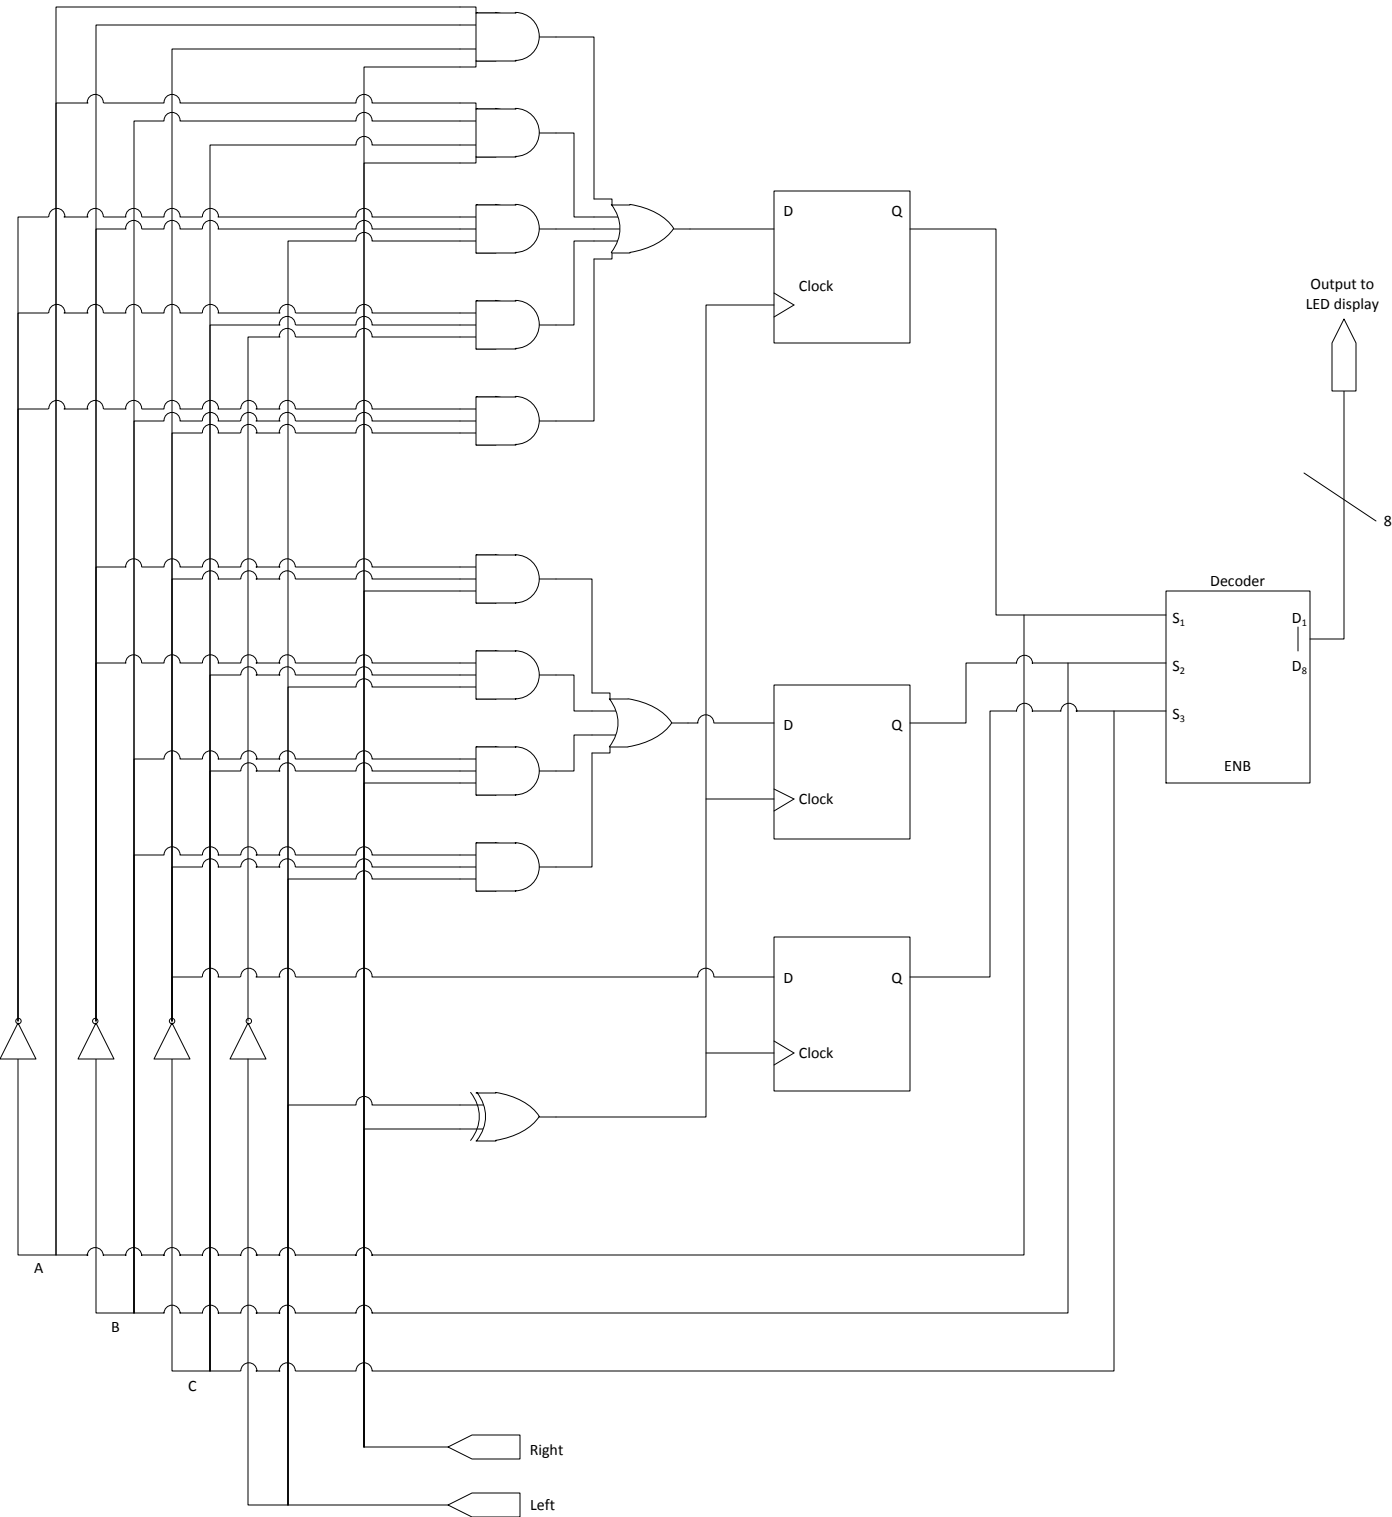 D Q
Clock
Output to
LED display
8
Decoder
S₁ D₁
S₂ D₈
S₃
ENB
D Q
Clock
D Q
Clock
A
B
C
Right
Left